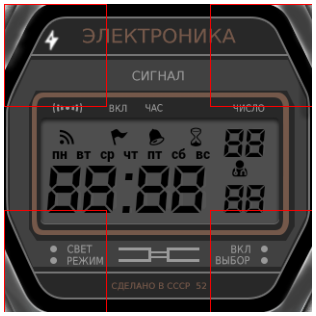 ЭЛЕКТРОНИКА
СИГНАЛ
ВКЛ ЧАС ЧИСЛО
88
пн вт ср чт пт сб вс
88:88 88
СВЕТ ВКЛ
РЕЖИМ ВЫБОР
СДЕЛАНО В СССР 52